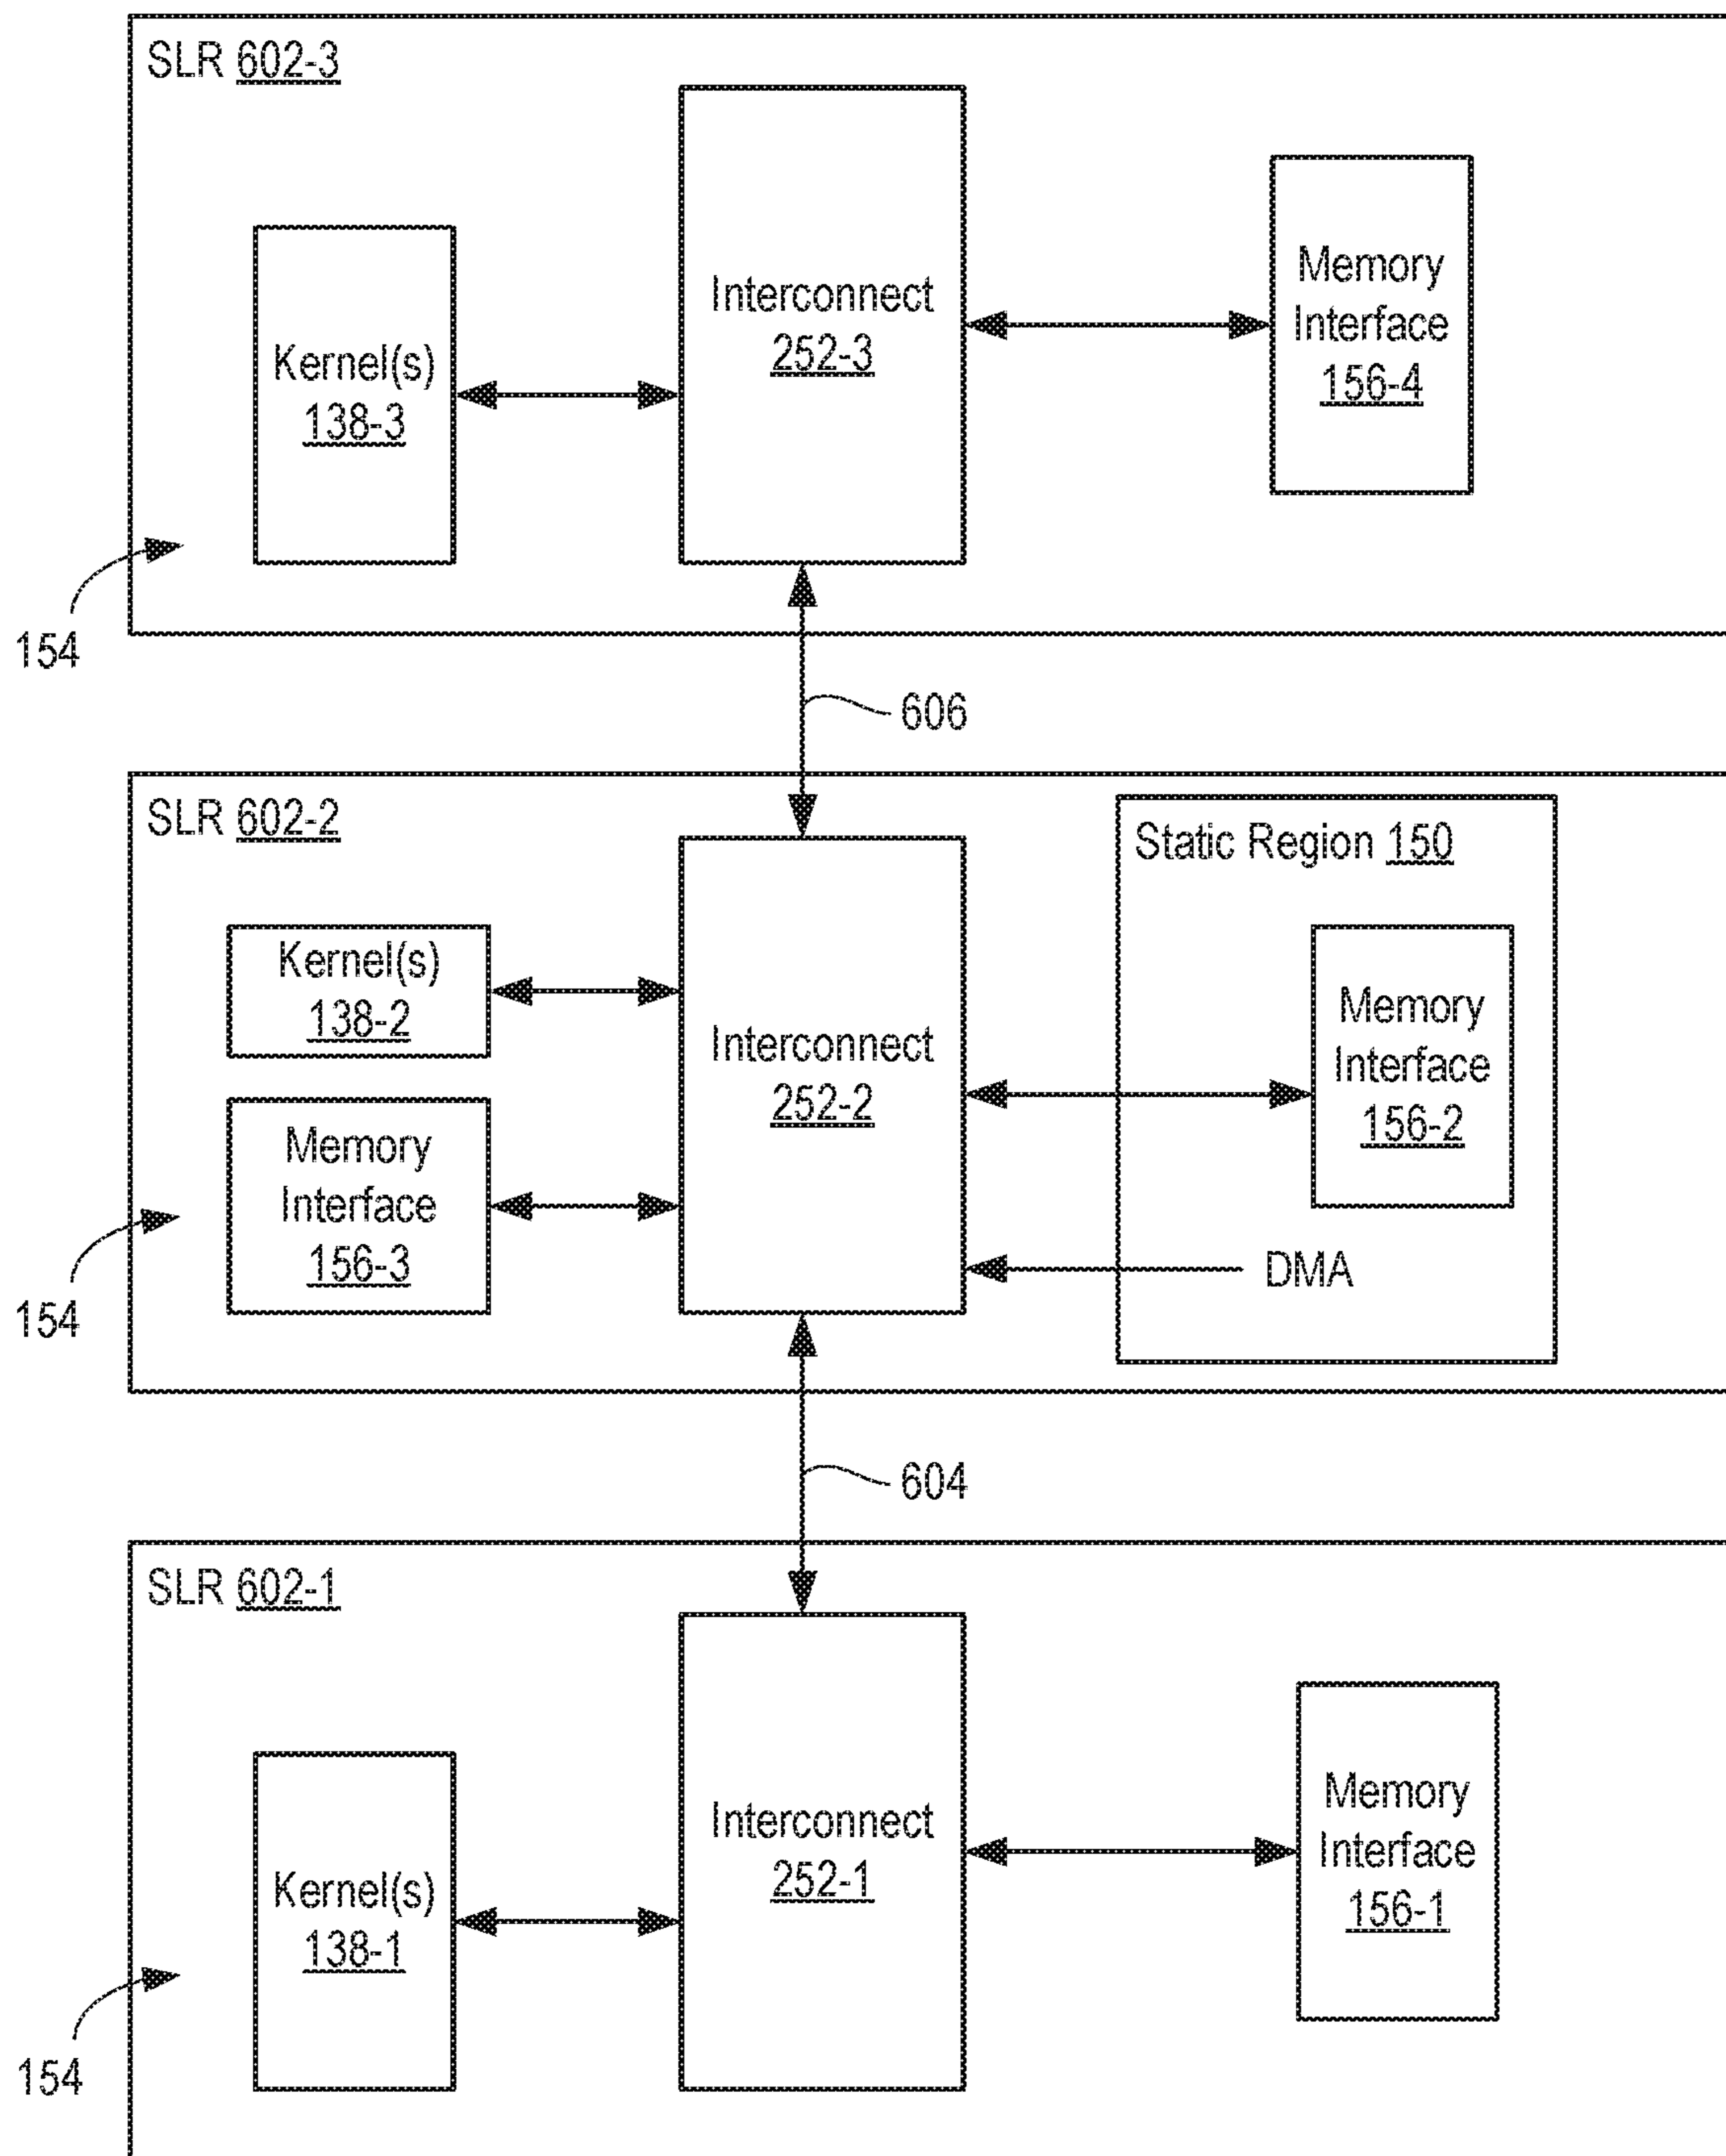 SLR 602-3
Kernel(s)
138-3
Interconnect
252-3
Memory
Interface
156-4
154
606
SLR 602-2
Kernel(s)
138-2
Memory
Interface
156-3
Interconnect
252-2
Static Region 150
Memory
Interface
156-2
DMA
154
604
SLR 602-1
Kernel(s)
138-1
Interconnect
252-1
Memory
Interface
156-1
154